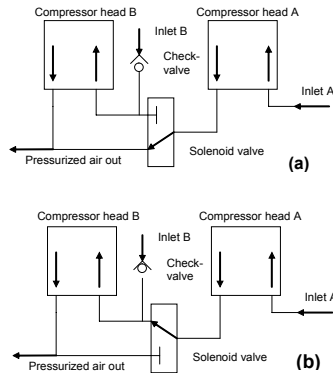 Compressor head B
Compressor head A
Inlet B
Check-
valve
Inlet A
Solenoid valve
Pressurized air out
(a)
Compressor head B
Compressor head A
Inlet B
Check-
valve
Inlet A
Solenoid valve
Pressurized air out
(b)